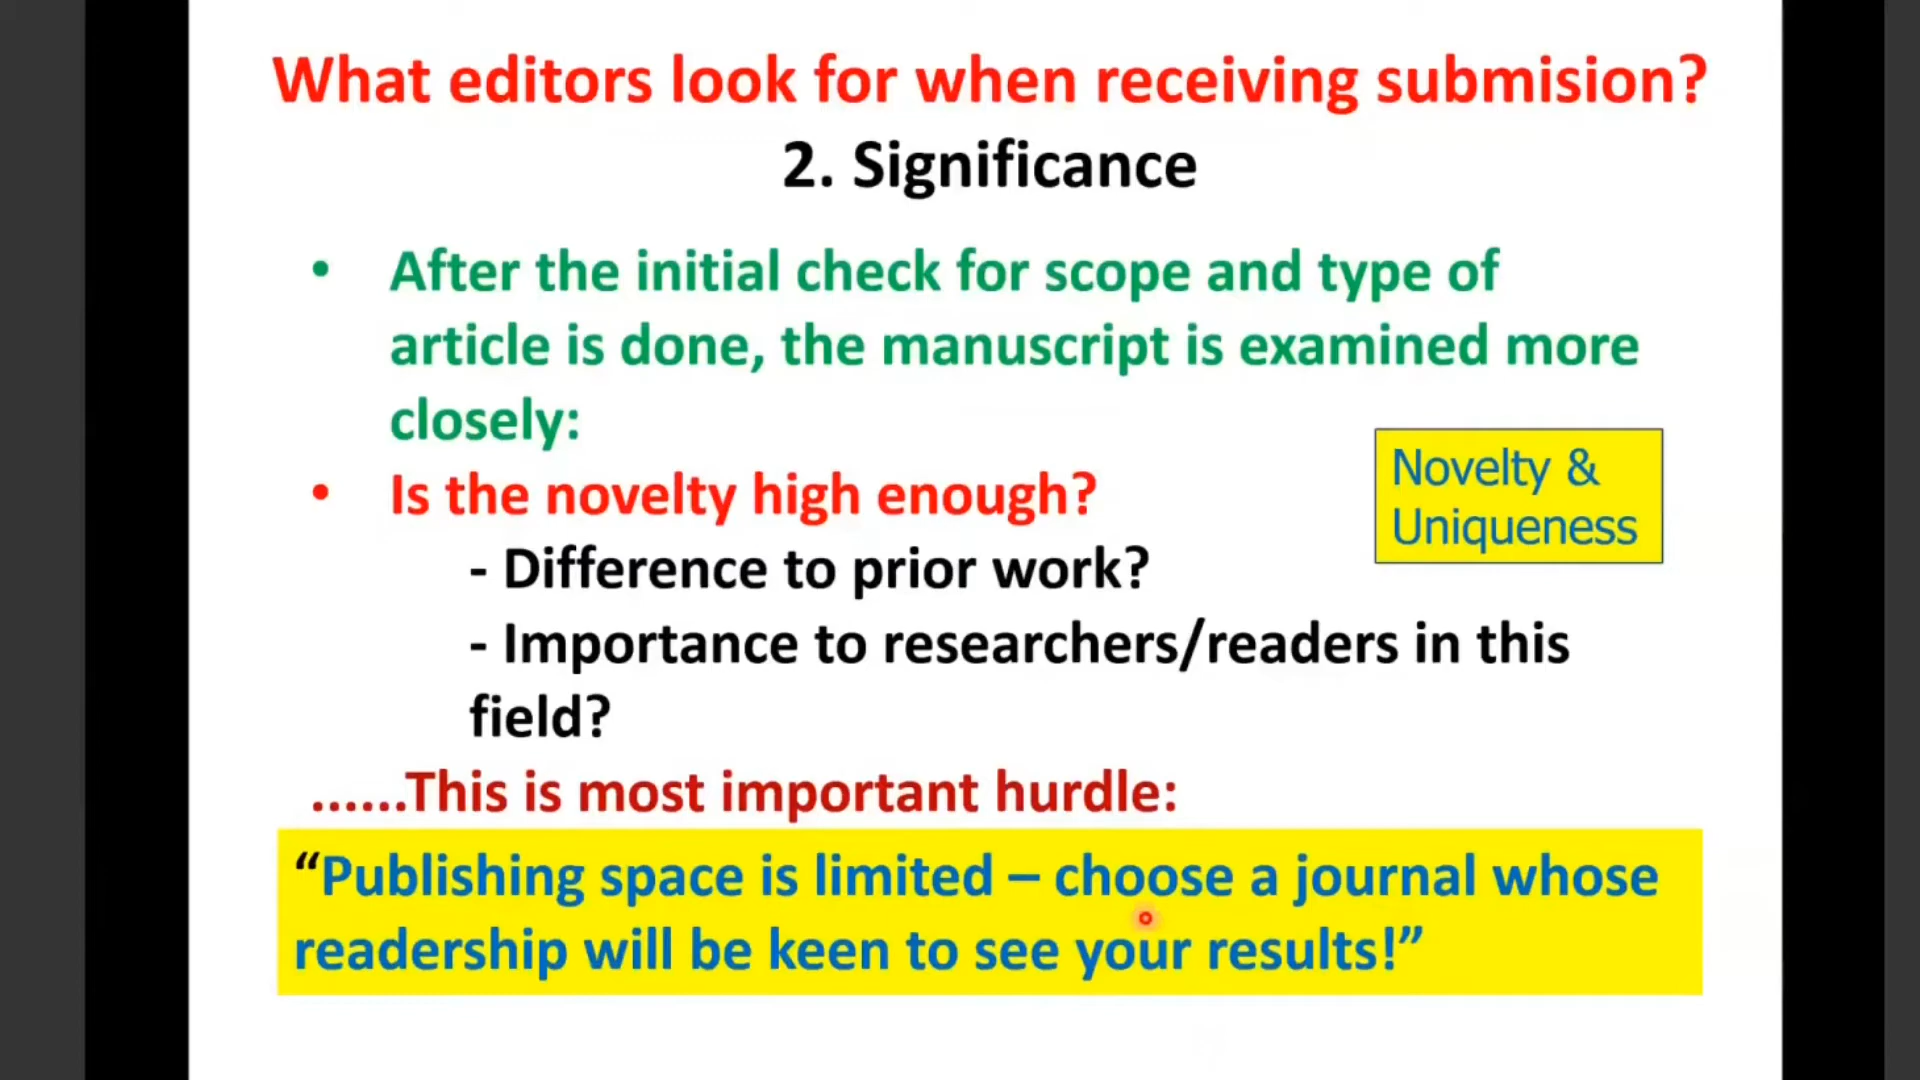 What editors look for when receiving submision?
2. Significance
• After the initial check for scope and type of
article is done, the manuscript is examined more
closely:
• Is the novelty high enough?
- Difference to prior work?
- Importance to researchers/readers in this
field?
Novelty &
Uniqueness
......This is most important hurdle:
“Publishing space is limited – choose a journal whose
readership will be keen to see your results!”